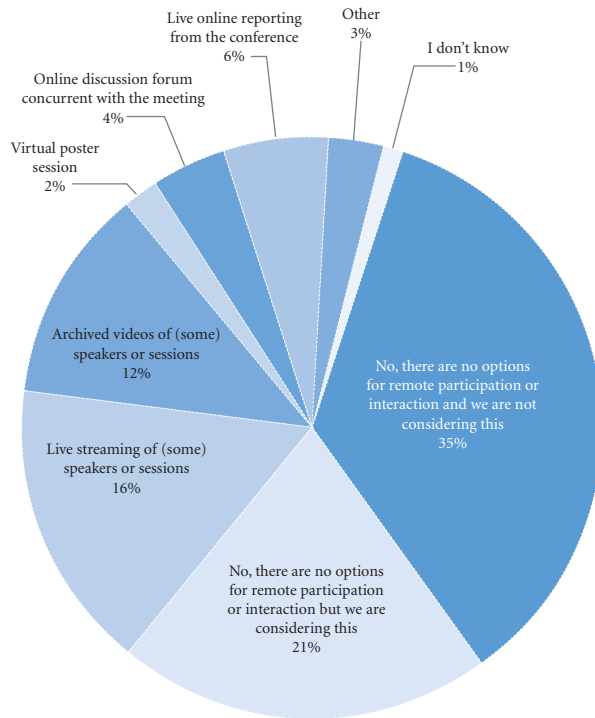 Live online reporting
from the conference
6%
Other
3%
I don't know
1%
Online discussion forum
concurrent with the meeting
4%
Virtual poster
session
2%
Archived videos of (some)
speakers or sessions
12%
No, there are no options
for remote participation or
interaction and we are not
considering this
35%
Live streaming of (some)
speakers or sessions
16%
No, there are no options
for remote participation
or interaction but we are
considering this
21%